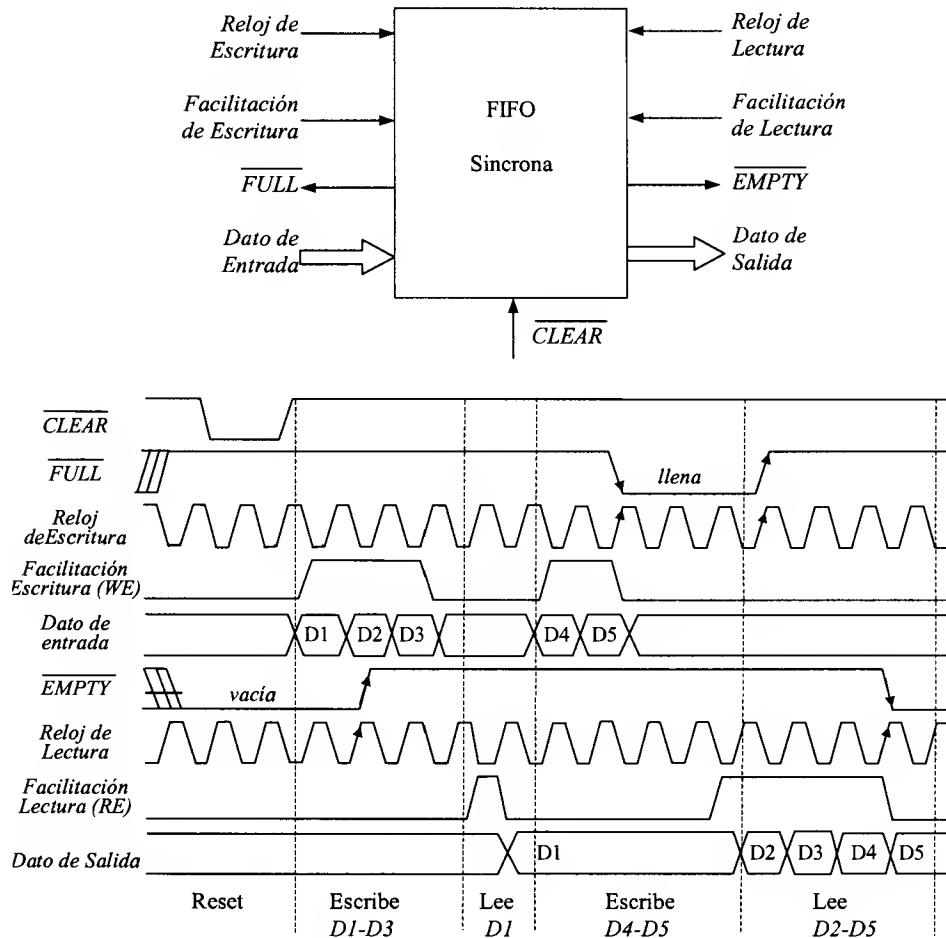 Reloj de
Escritura
Reloj de
Lectura
Facilitación
de Escritura
FIFO
Síncrona
Facilitación
de Lectura
FULL
EMPTY
Dato de
Entrada
Dato de
Salida
CLEAR
CLEAR
FULL
llena
Reloj
deEscritura
Facilitación
Escritura (WE)
Dato de
entrada
D1 D2 D3 D4 D5
EMPTY
vacía
Reloj de
Lectura
Facilitación
Lectura (RE)
Dato de Salida
D1 D2 D3 D4 D5
Reset
Escribe
D1-D3
Lee
D1
Escribe
D4-D5
Lee
D2-D5